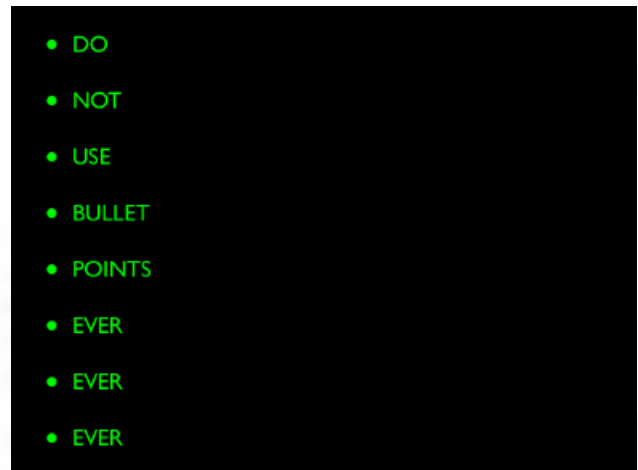 • DO
• NOT
• USE
• BULLET
• POINTS
• EVER
• EVER
• EVER